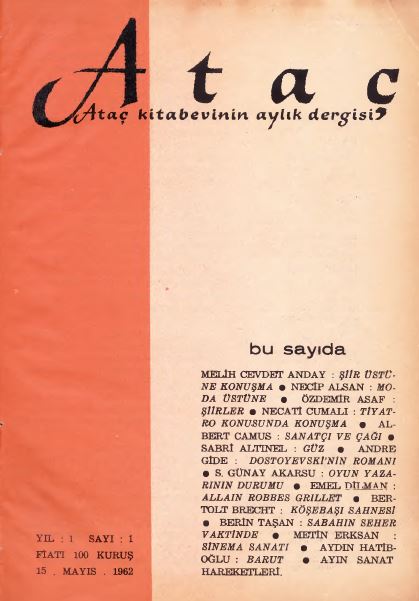 Ataç
Ataç kitabevinin aylık dergisi
bu sayıda
MELİH CEVDET ANDAY : ŞİİR ÜSTÜ-
NE KONUŞMA ● NECİP ALSAN : MO-
DA ÜSTÜNE ● ÖZDEMİR ASAF :
ŞİİRLER ● NECATİ CUMALI : TİYAT-
RO KONUSUNDA KONUŞMA ● AL-
BERT CAMUS : SANATÇI VE ÇAĞI ●
SABRİ ALTINEL : GÜZ ● ANDRE
GİDE : DOSTOYEVSKİ'NİN ROMANI
● S. GÜNAY AKARSU : OYUN YAZA-
RININ DURUMU ● EMEL DİLMAN :
ALLAIN ROBBES GRILLET ● BER-
TOLT BRECHT : KÖŞEBAŞI SAHNESİ
● BERİN TAŞAN : SABAHIN SEHER
VAKTİNDE ● METİN ERKSAN :
SİNEMA SANATI ● AYDIN HATİB-
OĞLU : BARUT ● AYIN SANAT
HAREKETLERİ.
YIL : 1 SAYI : 1
FİATI 100 KURUŞ
15 . MAYIS . 1962